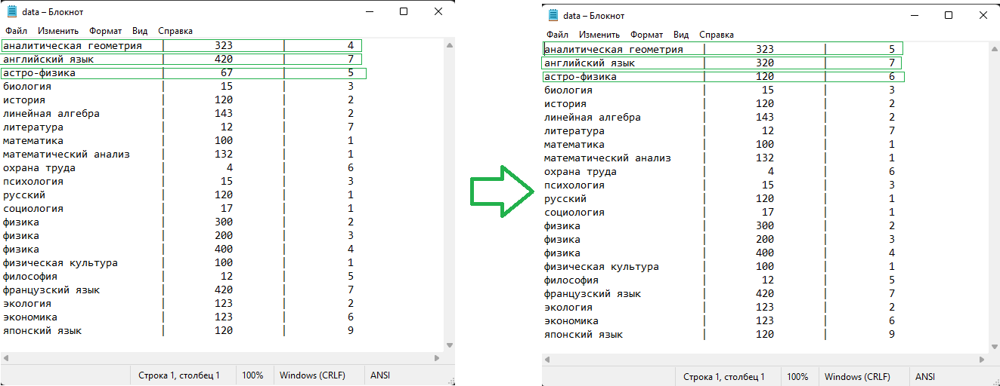 data – Блокнот
Файл Изменить Формат Вид Справка
аналитическая геометрия | 323 | 4
английский язык | 420 | 7
астро-физика | 67 | 5
биология | 15 | 3
история | 120 | 2
линейная алгебра | 143 | 2
литература | 12 | 7
математика | 100 | 1
математический анализ | 132 | 1
охрана труда | 4 | 6
психология | 15 | 3
русский | 120 | 1
социология | 17 | 1
физика | 300 | 2
физика | 200 | 3
физика | 400 | 4
физическая культура | 100 | 1
философия | 12 | 5
французский язык | 420 | 7
экология | 123 | 2
экономика | 123 | 6
японский язык | 120 | 9
Строка 1, столбец 1 100% Windows (CRLF) ANSI
data – Блокнот
Файл Изменить Формат Вид Справка
аналитическая геометрия | 323 | 5
английский язык | 320 | 7
астро-физика | 120 | 6
биология | 15 | 3
история | 120 | 2
линейная алгебра | 143 | 2
литература | 12 | 7
математика | 100 | 1
математический анализ | 132 | 1
охрана труда | 4 | 6
психология | 15 | 3
русский | 120 | 1
социология | 17 | 1
физика | 300 | 2
физика | 200 | 3
физика | 400 | 4
физическая культура | 100 | 1
философия | 12 | 5
французский язык | 420 | 7
экология | 123 | 2
экономика | 123 | 6
японский язык | 120 | 9
Строка 1, столбец 1 100% Windows (CRLF) ANSI